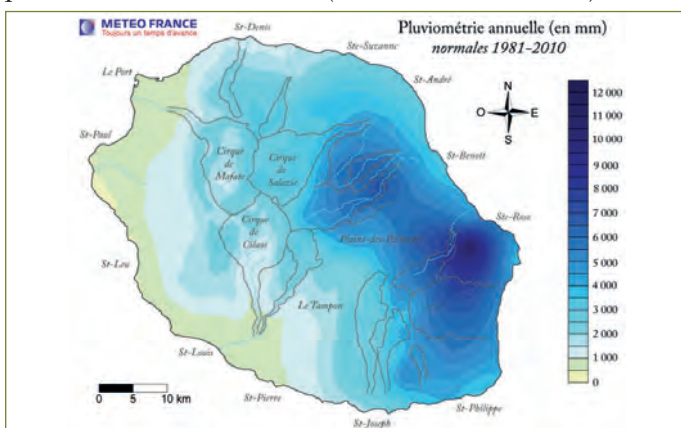 METEO FRANCE
Toujours un temps d'avance
Pluviométrie annuelle (en mm)
normales 1981-2010
St-Denis
Ste-Suzanne
St-André
Le Port
St-Paul
Cirque
de
Mafate
Cirque
de
Salazie
St-Benoît
Ste-Rose
Cirque
de
Cilaos
St-Leu
Le Tampon
St-Louis
St-Pierre
St-Joseph
St-Philippe
N
O
E
S
12 000
11 000
10 000
9 000
8 000
7 000
6 000
5 000
4 000
3 000
2 000
1 000
0
0 5 10 km